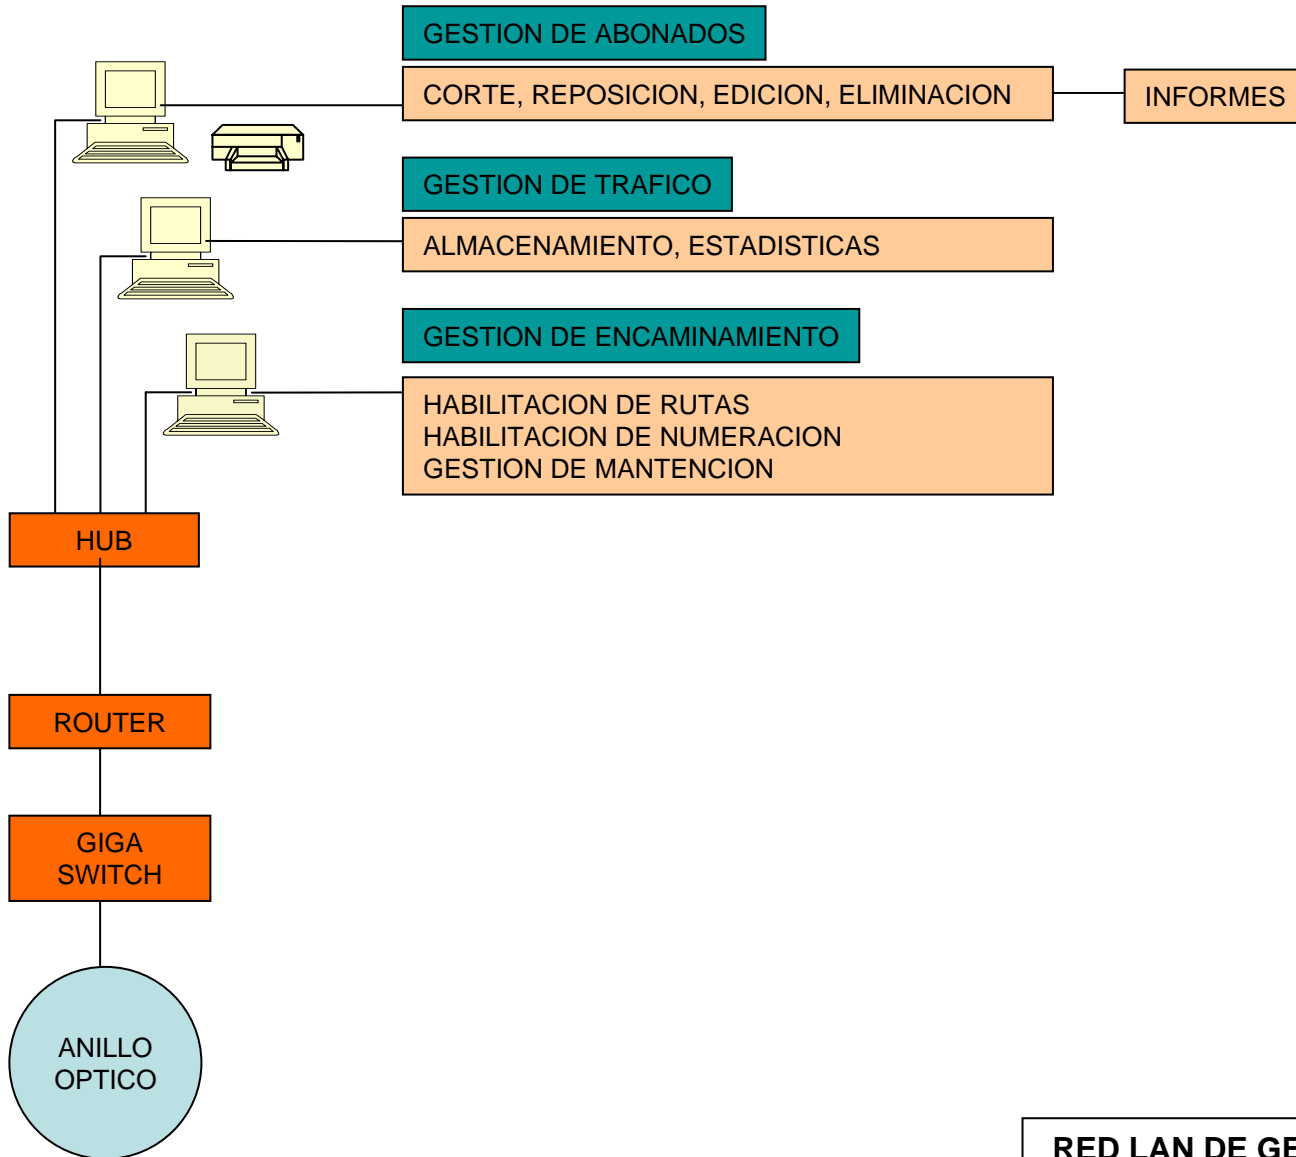 GESTION DE ABONADOS
CORTE, REPOSICION, EDICION, ELIMINACION
INFORMES
GESTION DE TRAFICO
ALMACENAMIENTO, ESTADISTICAS
GESTION DE ENCAMINAMIENTO
HABILITACION DE RUTAS
HABILITACION DE NUMERACION
GESTION DE MANTENCION
HUB
ROUTER
GIGA
SWITCH
ANILLO
OPTICO
RED LAN DE GE